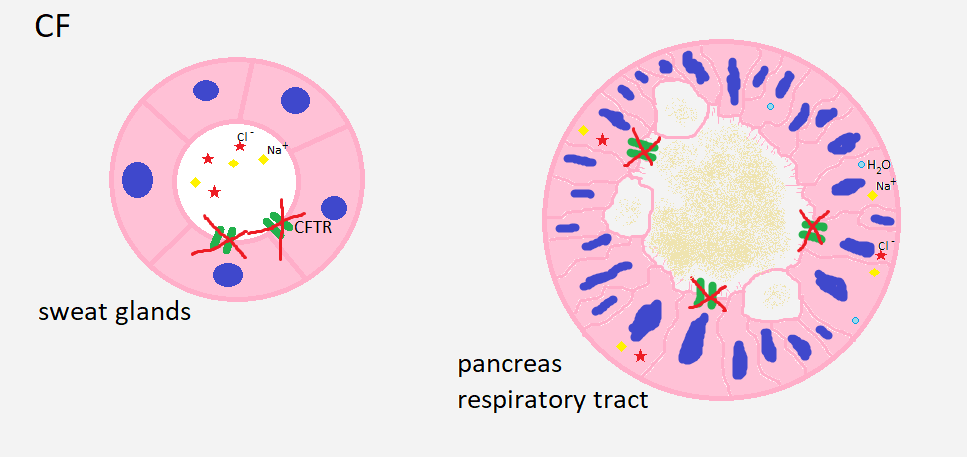 CF
Cl⁻
Na⁺
CFTR
sweat glands
H₂O
Na⁺
Cl⁻
pancreas
respiratory tract